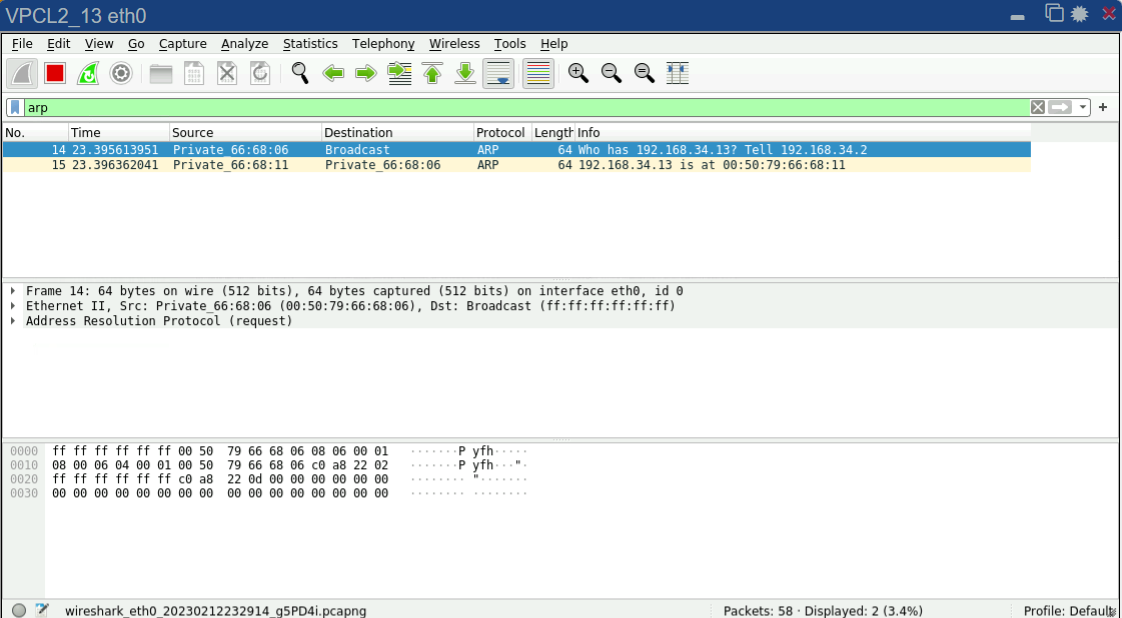 VPCL2_13 eth0
File Edit View Go Capture Analyze Statistics Telephony Wireless Tools Help
arp
No. Time Source Destination Protocol Length Info
14 23.395613951 Private_66:68:06 Broadcast ARP 64 Who has 192.168.34.13? Tell 192.168.34.2
15 23.396362041 Private_66:68:11 Private_66:68:06 ARP 64 192.168.34.13 is at 00:50:79:66:68:11
Frame 14: 64 bytes on wire (512 bits), 64 bytes captured (512 bits) on interface eth0, id 0
Ethernet II, Src: Private_66:68:06 (00:50:79:66:68:06), Dst: Broadcast (ff:ff:ff:ff:ff:ff)
Address Resolution Protocol (request)
0000 ff ff ff ff ff ff 00 50 79 66 68 06 08 06 00 01 ·······P yfh·····
0010 08 00 06 04 00 01 00 50 79 66 68 06 c0 a8 22 02 ·······P yfh···"·
0020 ff ff ff ff ff ff c0 a8 22 0d 00 00 00 00 00 00 ········ "·······
0030 00 00 00 00 00 00 00 00 00 00 00 00 00 00 00 00 ········ ········
wireshark_eth0_20230212232914_g5PD4i.pcapng Packets: 58 · Displayed: 2 (3.4%) Profile: Default